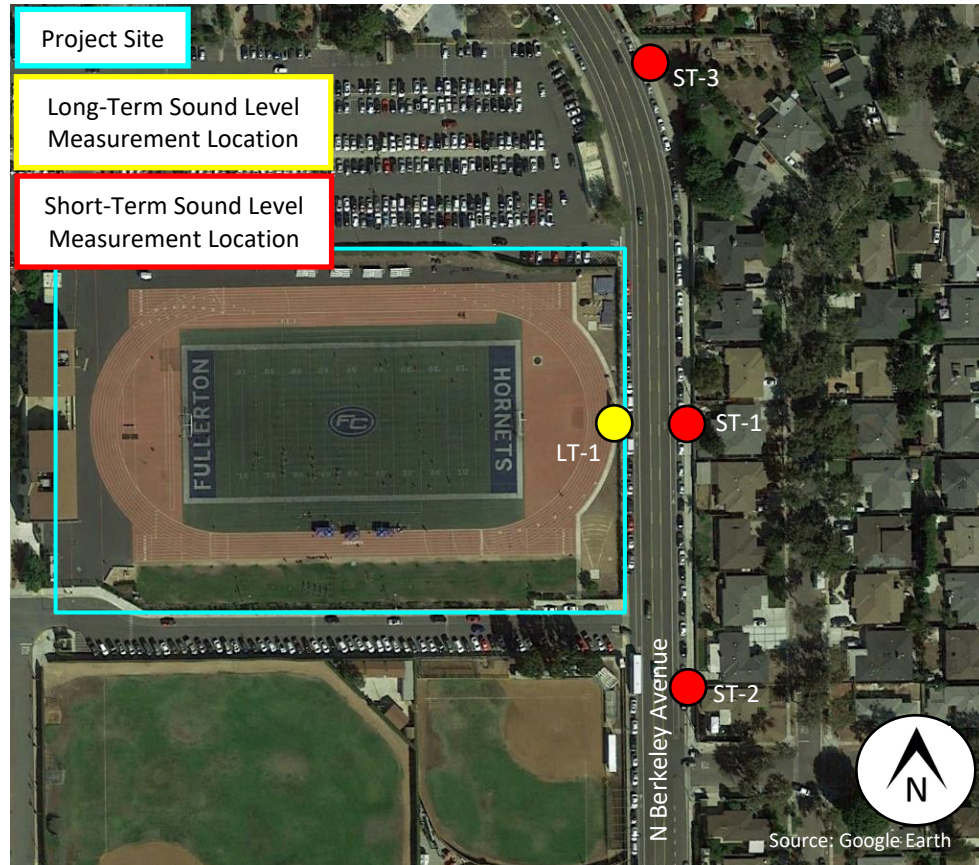 Project Site
Long-Term Sound Level
Measurement Location
Short-Term Sound Level
Measurement Location
ST-3
FULLERTON
FC
HORNETS
ST-1
LT-1
ST-2
N Berkeley Avenue
N
Source: Google Earth